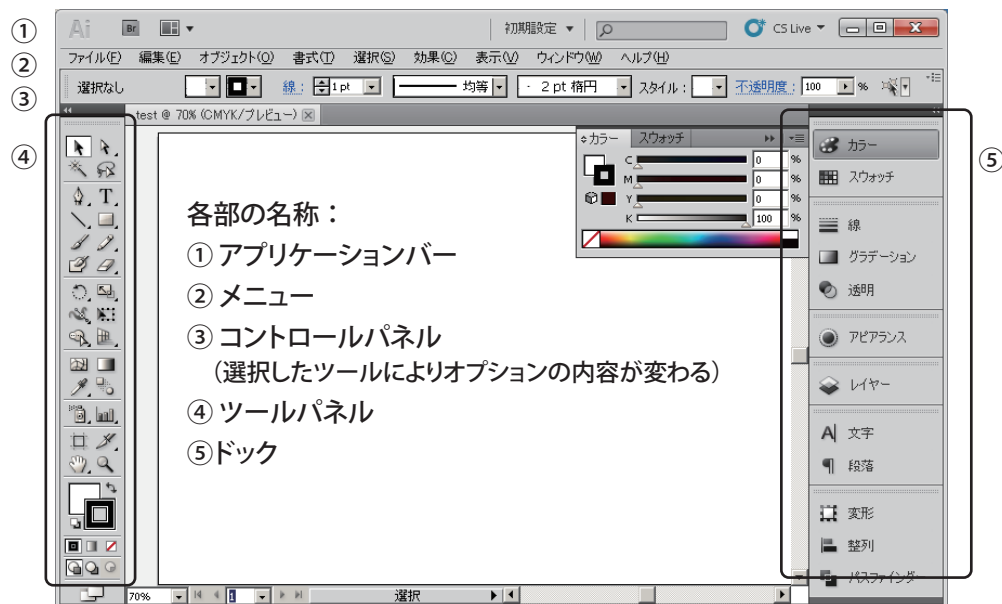 ①
Ai Br 初期設定 CS Live
②
ファイル(F) 編集(E) オブジェクト(O) 書式(T) 選択(S) 効果(C) 表示(V) ウィンドウ(W) ヘルプ(H)
③
選択なし 線： 1 pt 均等 2 pt 楕円 スタイル： 不透明度： 100 %
test @ 70% (CMYK/プレビュー)
④
⑤
カラー スウォッチ
C 0 %
M 0 %
Y 0 %
K 100 %
各部の名称：
① アプリケーションバー
② メニュー
③ コントロールパネル
（選択したツールによりオプションの内容が変わる）
④ ツールパネル
⑤ドック
カラー
スウォッチ
線
グラデーション
透明
アピアランス
レイヤー
文字
段落
変形
整列
パスファインダー
T
70% 1 選択